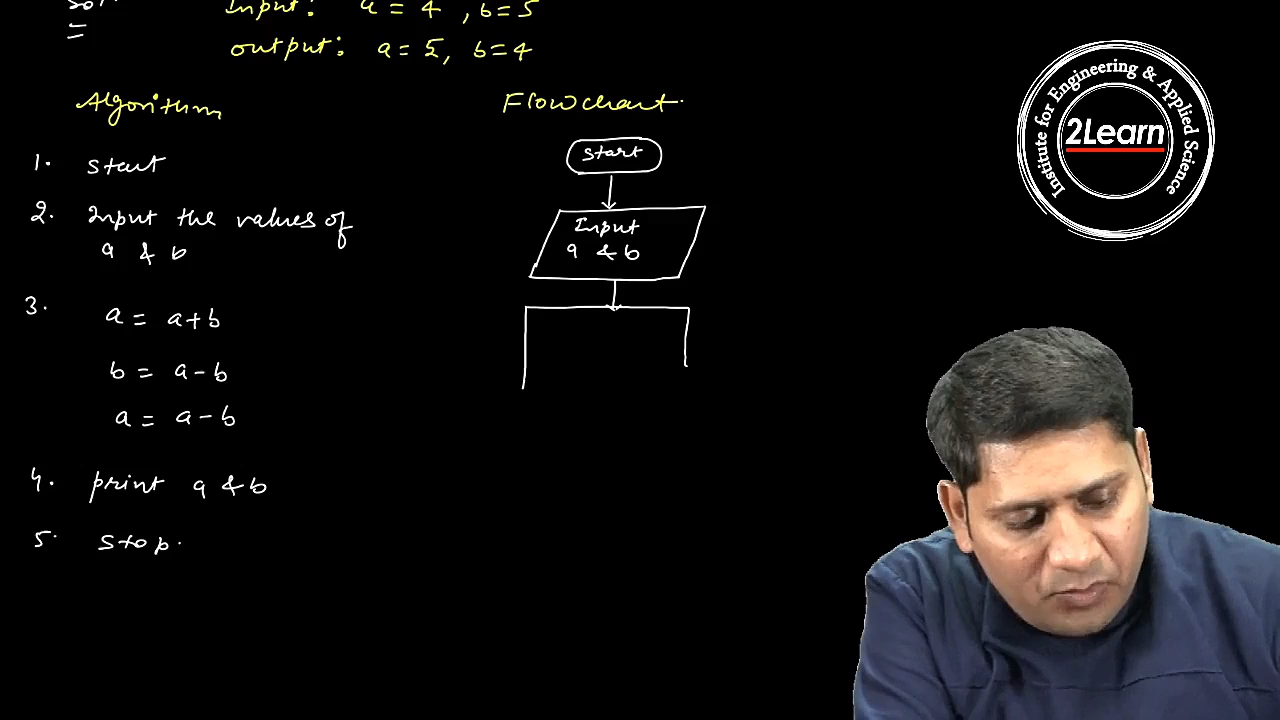 Soln
Input: a = 4, b = 5
=
output: a = 5, b = 4
Algorithm
Flowchart
1. start
2. Input the values of
a & b
3. a = a+b
b = a-b
a = a-b
4. print a & b
5. stop.
start
Input
a & b
Institute for Engineering & Applied Science
2Learn